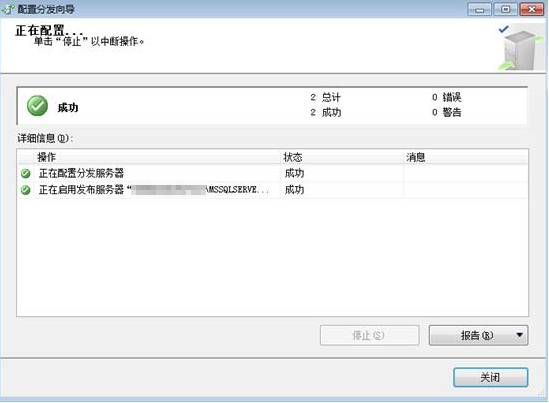 配置分发向导
正在配置...
单击“停止”以中断操作。
成功
2 总计
0 错误
2 成功
0 警告
详细信息(D):
操作 状态 消息
正在配置分发服务器 成功
正在启用发布服务器“ \MSSQLSERVE... 成功
停止(S)
报告(R)
关闭